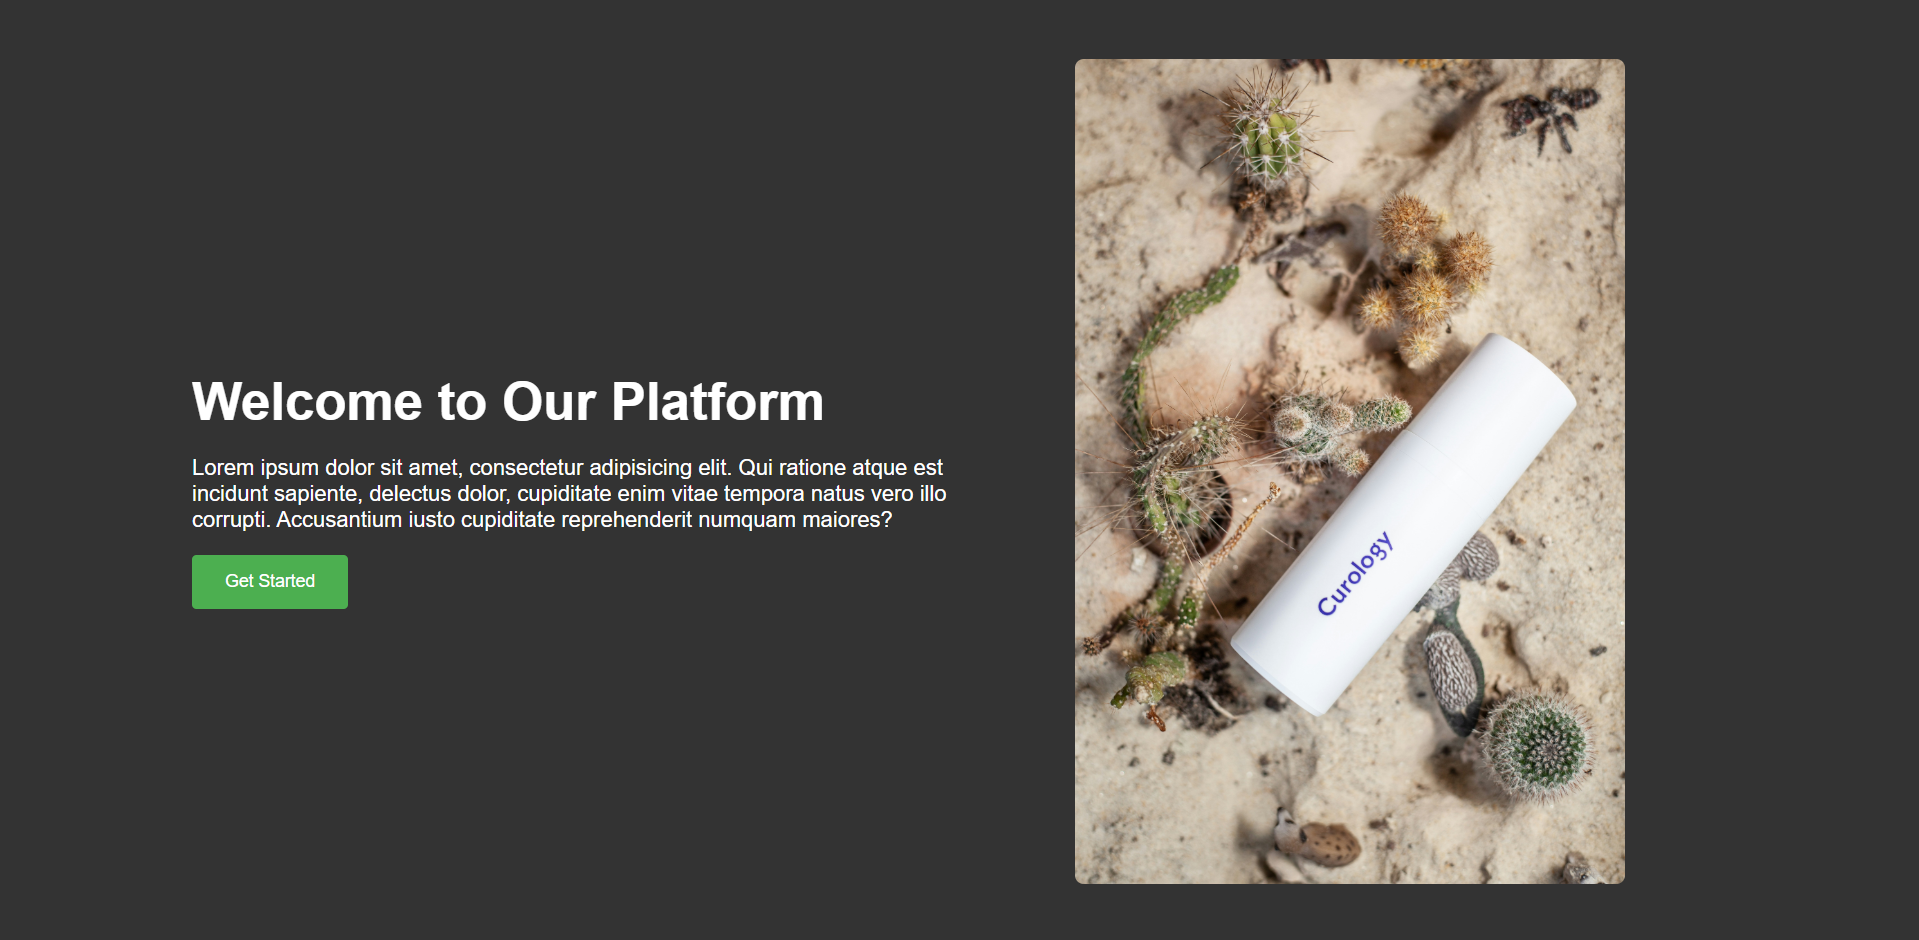 Welcome to Our Platform
Lorem ipsum dolor sit amet, consectetur adipisicing elit. Qui ratione atque est
incidunt sapiente, delectus dolor, cupiditate enim vitae tempora natus vero illo
corrupti. Accusantium iusto cupiditate reprehenderit numquam maiores?
Get Started
Curology